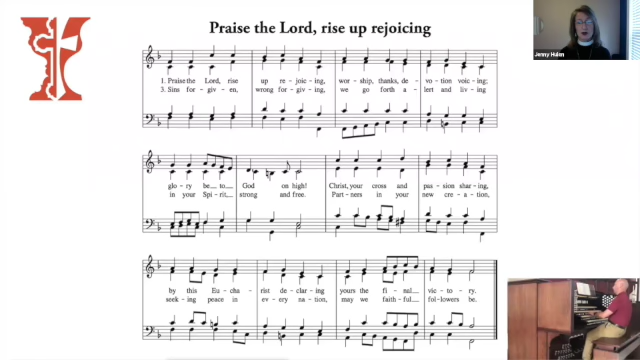 Praise the Lord, rise up rejoicing
1. Praise the Lord, rise up re - joic - ing, wor - ship, thanks, de - vo - tion voic - ing;
3. Sins for - giv - en, wrong for - giv - ing, we go forth a - lert and liv - ing
glo - ry be to God on high! Christ, your cross and pas - sion shar - ing,
in your Spi - rit, strong and free. Part - ners in your new cre - a - tion,
by this Eu - cha - rist de - clar - ing yours the fi - nal vic - to - ry.
seek - ing peace in ev - ery na - tion, may we faith - ful fol - lowers be.
Jenny Hulen